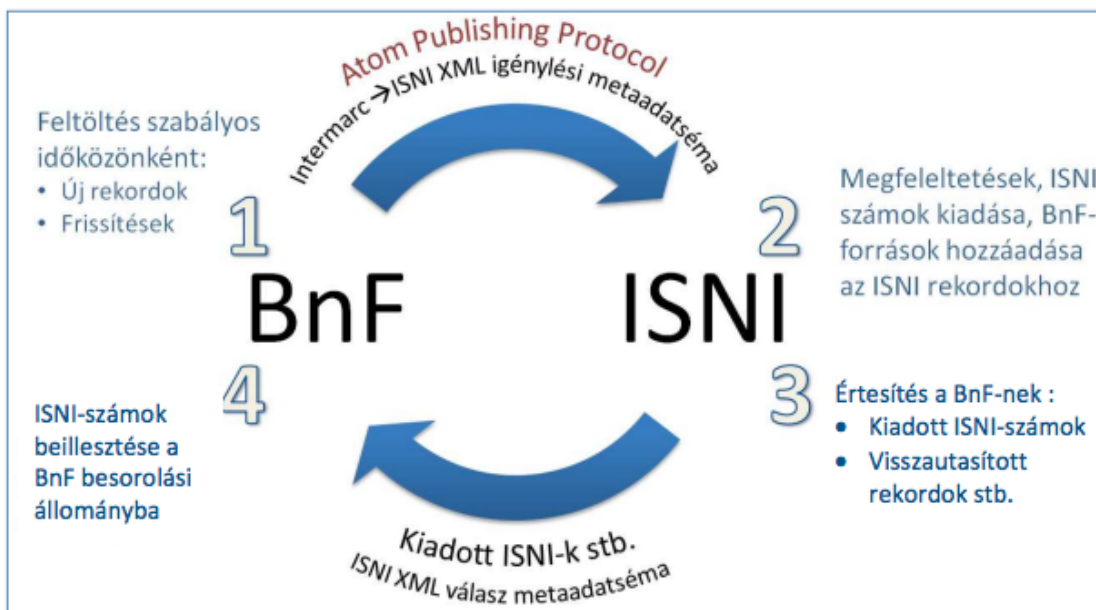 Atom Publishing Protocol
Intermarc →ISNI XML igénylési metaadatséma
Feltöltés szabályos
időközönként:
• Új rekordok
• Frissítések
1
BnF
2
ISNI
Megfeleltetések, ISNI
számok kiadása, BnF-
források hozzáadása
az ISNI rekordokhoz
3
Értesítés a BnF-nek :
• Kiadott ISNI-számok
• Visszautasított
rekordok stb.
4
ISNI-számok
beillesztése a
BnF besorolási
állományba
Kiadott ISNI-k stb.
ISNI XML válasz metaadatséma